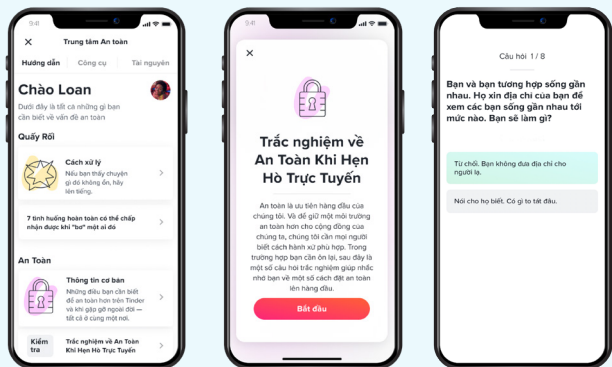 9:41
Trung tâm An toàn
Hướng dẫn
Công cụ
Tài nguyên
Chào Loan
Dưới đây là tất cả những gì bạn
cần biết về vấn đề an toàn
Quấy Rối
Cách xử lý
Nếu bạn thấy chuyện
gì đó không ổn, hãy
lên tiếng.
7 tình huống hoàn toàn có thể chấp
nhận được khi "bơ" một ai đó
An Toàn
Thông tin cơ bản
Những điều bạn cần biết
để an toàn hơn trên Tinder
và khi gặp gỡ ngoài đời —
tất cả ở cùng một nơi.
Kiểm
tra
Trắc nghiệm về An Toàn
Khi Hẹn Hò Trực Tuyến
9:41
Trắc nghiệm về
An Toàn Khi Hẹn
Hò Trực Tuyến
An toàn là ưu tiên hàng đầu của
chúng tôi. Và để giữ một môi trường
an toàn hơn cho cộng đồng của
chúng ta, chúng tôi cần mọi người
biết cách hành xử phù hợp. Trong
trường hợp bạn cần ôn lại, sau đây là
một số câu hỏi trắc nghiệm giúp nhắc
nhở bạn về một số cách đặt an toàn
lên hàng đầu.
Bắt đầu
Câu hỏi 1 / 8
Bạn và bạn tương hợp sống gần
nhau. Họ xin địa chỉ của bạn để
xem các bạn sống gần nhau tới
mức nào. Bạn sẽ làm gì?
Từ chối. Bạn không đưa địa chỉ cho
người lạ.
Nói cho họ biết. Có gì to tát đâu.